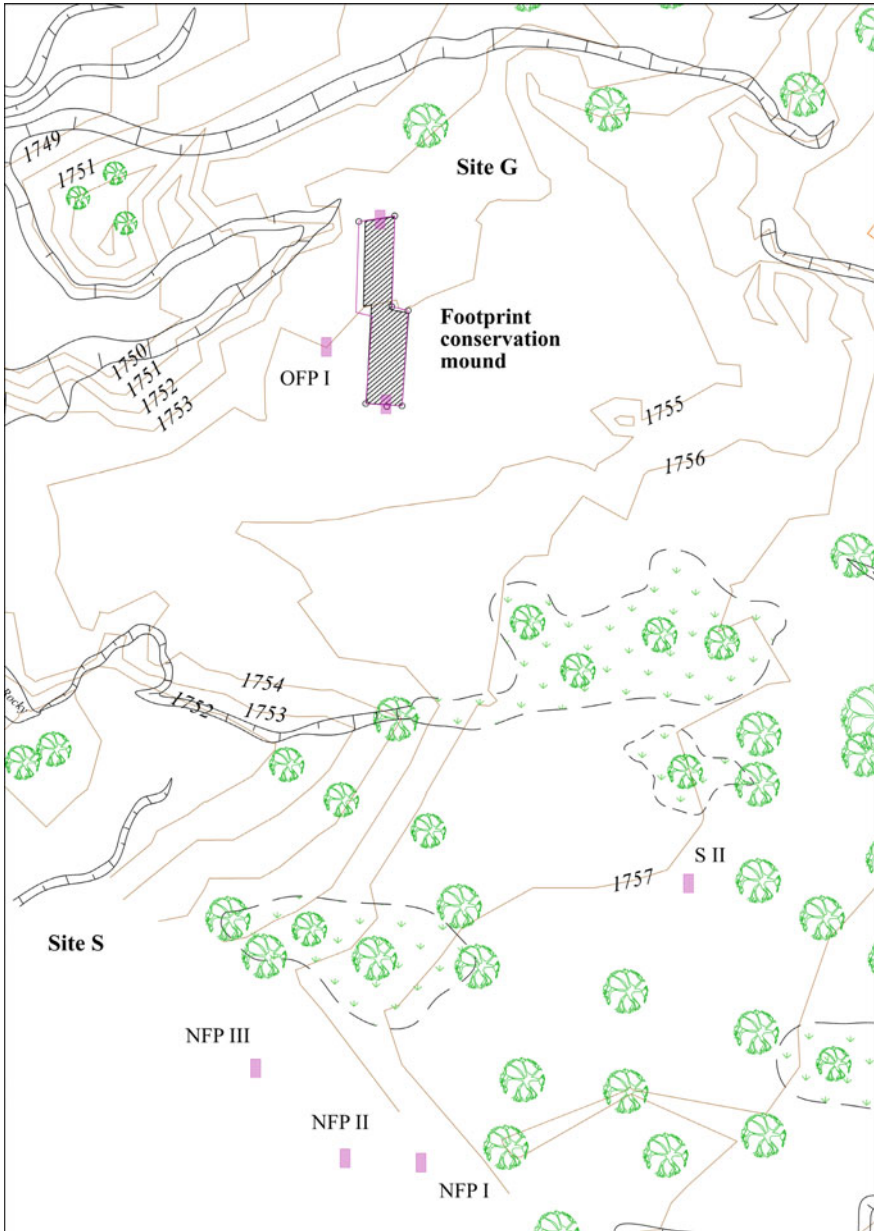 1749
1751
Site G
Footprint
conservation
mound
OFP I
1750
1751
1752
1753
1755
1756
Rocky
1754
1752
1753
S II
1757
Site S
NFP III
NFP II
NFP I